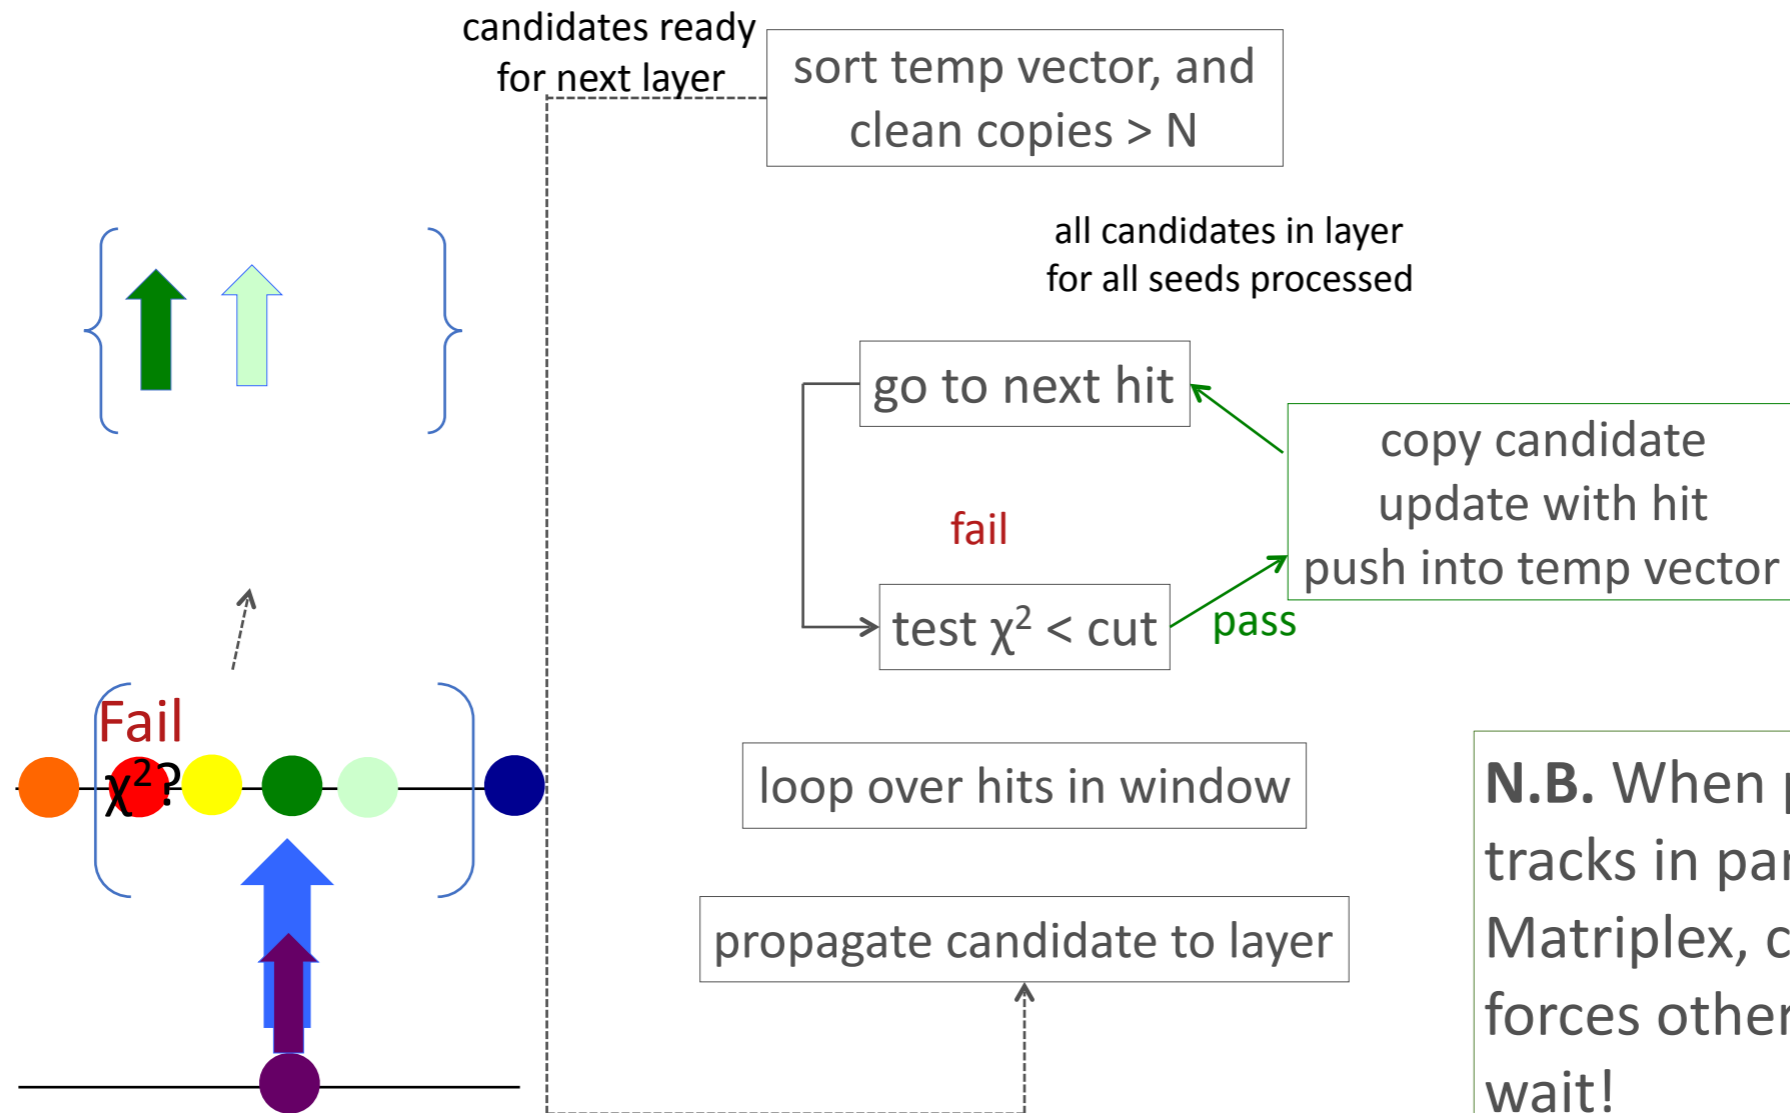 candidates ready
for next layer
sort temp vector, and
clean copies > N
all candidates in layer
for all seeds processed
go to next hit
copy candidate
update with hit
push into temp vector
fail
test χ² < cut
pass
Fail
χ²?
loop over hits in window
propagate candidate to layer
N.B. When
tracks in
Matriplex,
forces other
wait!